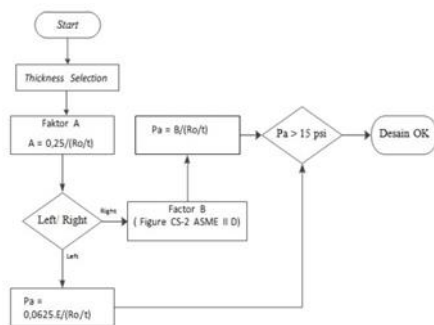 Start
Thickness Selection
Faktor A
A = 0,25/(Ro/t)
Left/ Right
Right
Left
Factor B
( Figure CS-2 ASME II D)
Pa = B/(Ro/t)
Pa > 15 psi
Desain OK
Pa =
0,0625.E/(Ro/t)